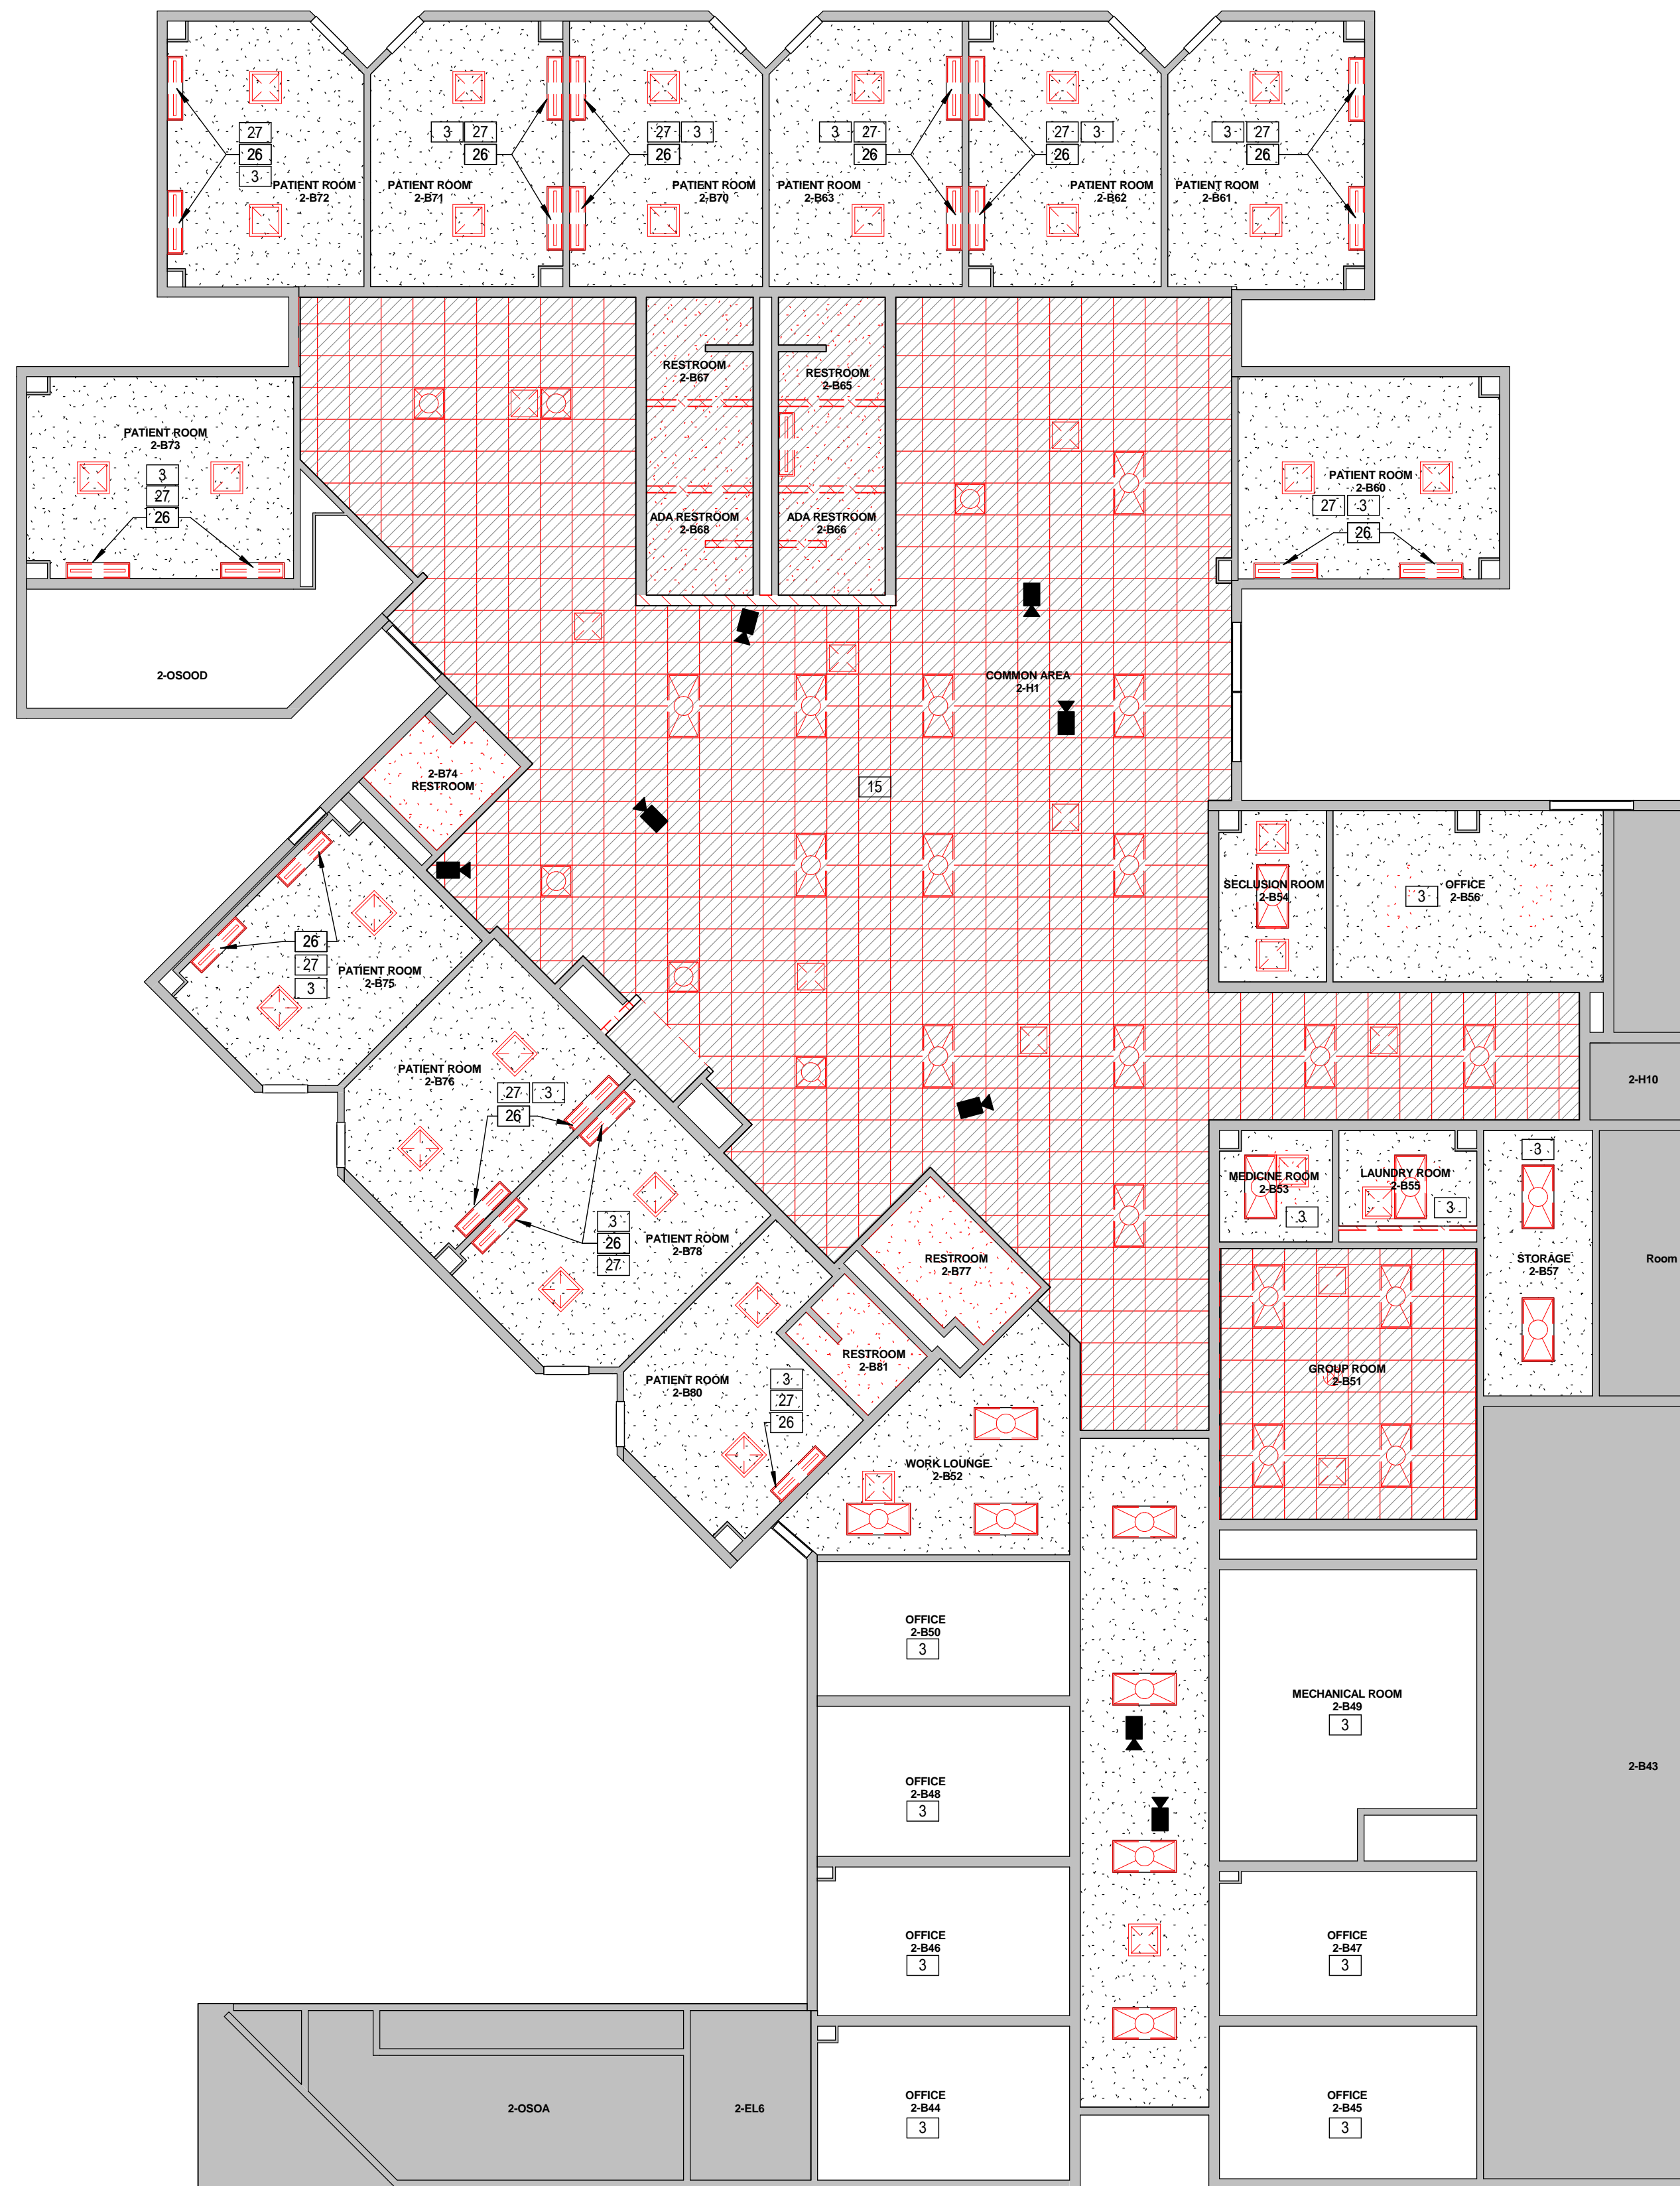 27
26
3
PATIENT ROOM
2-B72
3 27
26
PATIENT ROOM
2-B71
27 3
26
PATIENT ROOM
2-B70
3 27
26
PATIENT ROOM
2-B63
27 3
26
PATIENT ROOM
2-B62
3 27
26
PATIENT ROOM
2-B61
RESTROOM
2-B67
RESTROOM
2-B65
PATIENT ROOM
2-B73
3
27
26
PATIENT ROOM
2-B60
27 3
26
ADA RESTROOM
2-B68
ADA RESTROOM
2-B66
2-OSOOD
COMMON AREA
2-H1
2-B74
RESTROOM
15
SECLUSION ROOM
2-B54
3
OFFICE
2-B56
26
27
3
PATIENT ROOM
2-B75
PATIENT ROOM
2-B76
27 3
26
2-H10
MEDICINE ROOM
2-B53
3
LAUNDRY ROOM
2-B55
3
3
STORAGE
2-B57
Room
3
26
27
PATIENT ROOM
2-B78
RESTROOM
2-B77
RESTROOM
2-B81
GROUP ROOM
2-B51
PATIENT ROOM
2-B80
3
27
26
WORK LOUNGE
2-B52
OFFICE
2-B50
3
MECHANICAL ROOM
2-B49
3
2-B43
OFFICE
2-B48
3
OFFICE
2-B46
3
OFFICE
2-B47
3
2-OSOA
2-EL6
OFFICE
2-B44
3
OFFICE
2-B45
3